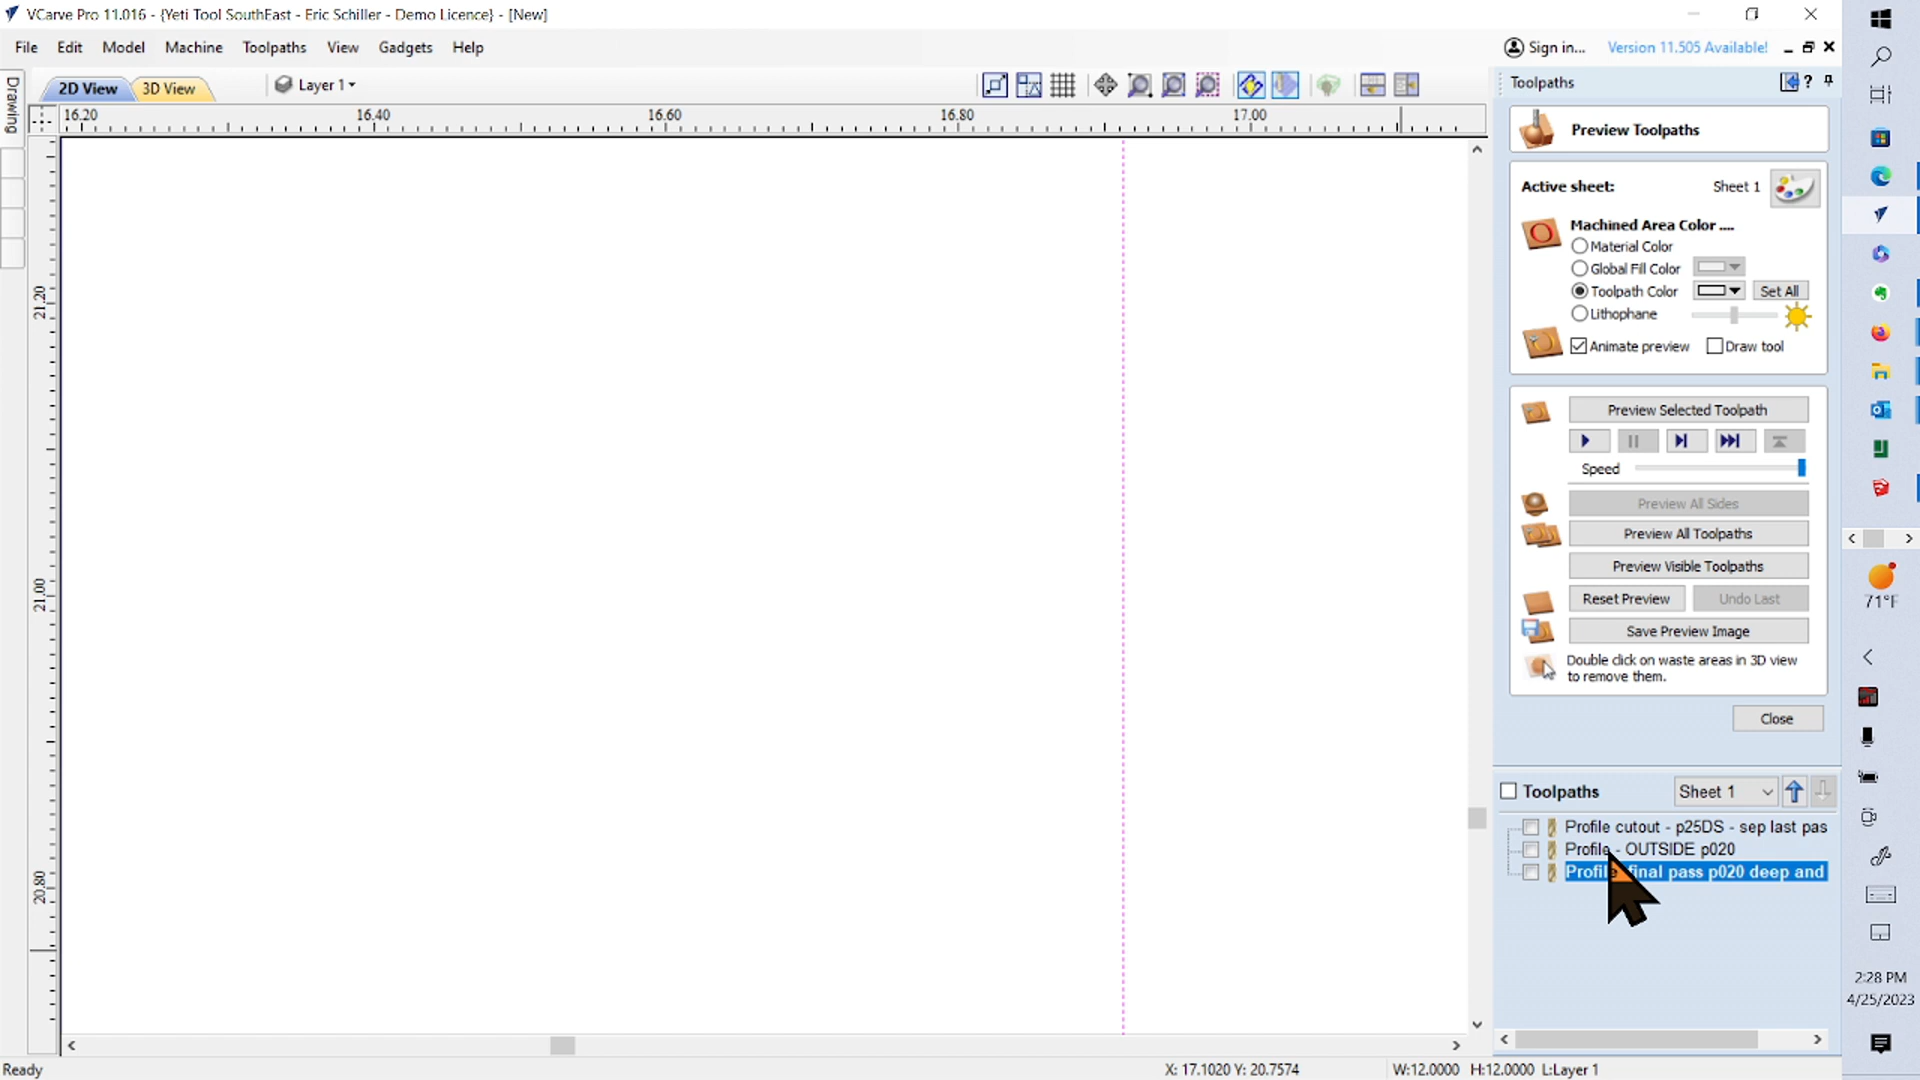 VCarve Pro 11.016 - {Yeti Tool SouthEast - Eric Schiller - Demo Licence} - [New]
File Edit Model Machine Toolpaths View Gadgets Help
Sign in... Version 11.505 Available!
Drawing
2D View 3D View Layer 1
16.20 16.40 16.60 16.80 17.00
21.20
21.00
20.80
Toolpaths
Preview Toolpaths
Active sheet: Sheet 1
Machined Area Color ....
Material Color
Global Fill Color
Toolpath Color Set All
Lithophane
Animate preview Draw tool
Preview Selected Toolpath
Speed
Preview All Sides
Preview All Toolpaths
Preview Visible Toolpaths
Reset Preview Undo Last
Save Preview Image
Double click on waste areas in 3D view
to remove them.
Close
Toolpaths Sheet 1
Profile cutout - p25DS - sep last pas
Profile - OUTSIDE p020
final pass p020 deep and
Ready
X: 17.1020 Y: 20.7574
W:12.0000 H:12.0000 L:Layer 1
71°F
2:28 PM
4/25/2023